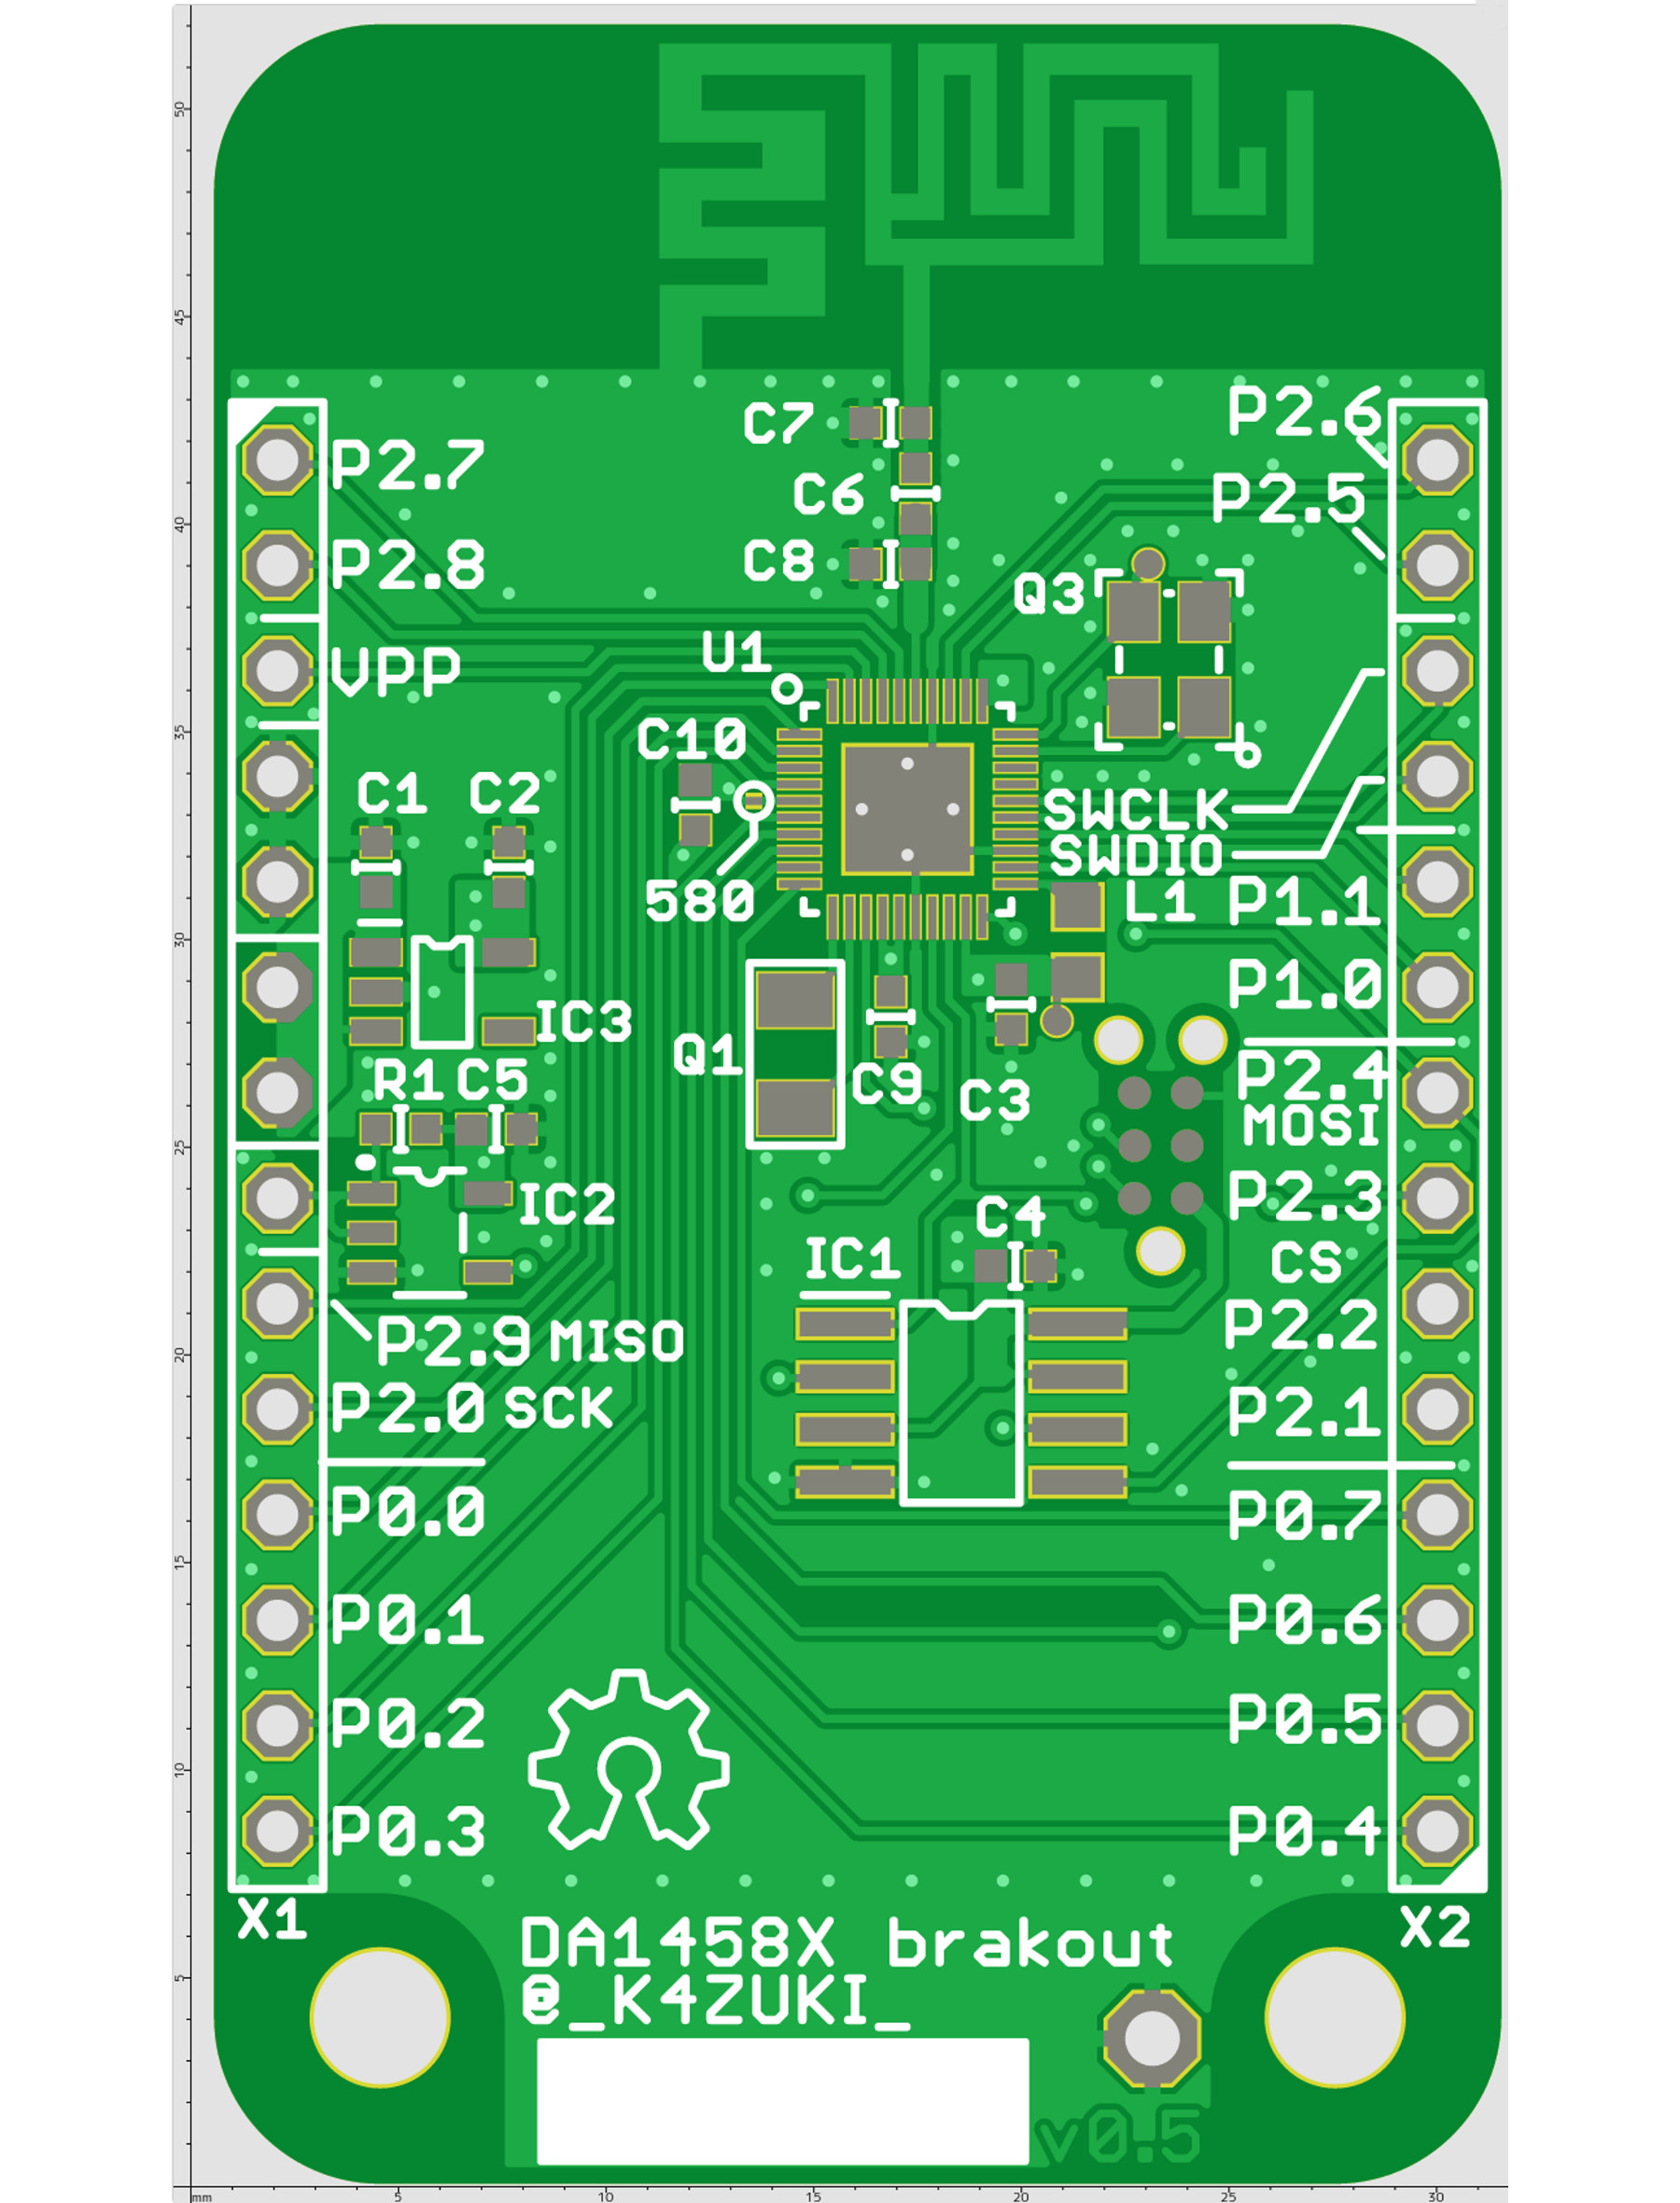 50
C7
P2.6
P2.7
C6
P2.5
40
P2.8
C8
Q3
45
U1
VPP
35
C10
C1
C2
SWCLK
SWDIO
580
L1
P1.1
30
P1.0
IC3
Q1
R1 C5
C9
C3
P2.4
MOSI
25
IC2
C4
P2.3
IC1
CS
P2.9 MISO
P2.2
20
P2.0 SCK
P2.1
P0.0
P0.7
15
P0.1
P0.6
P0.2
P0.5
10
P0.3
P0.4
X1
X2
DA1458X brakout
@_K4ZUKI_
5
v0.5
mm 5 10 15 20 25 30